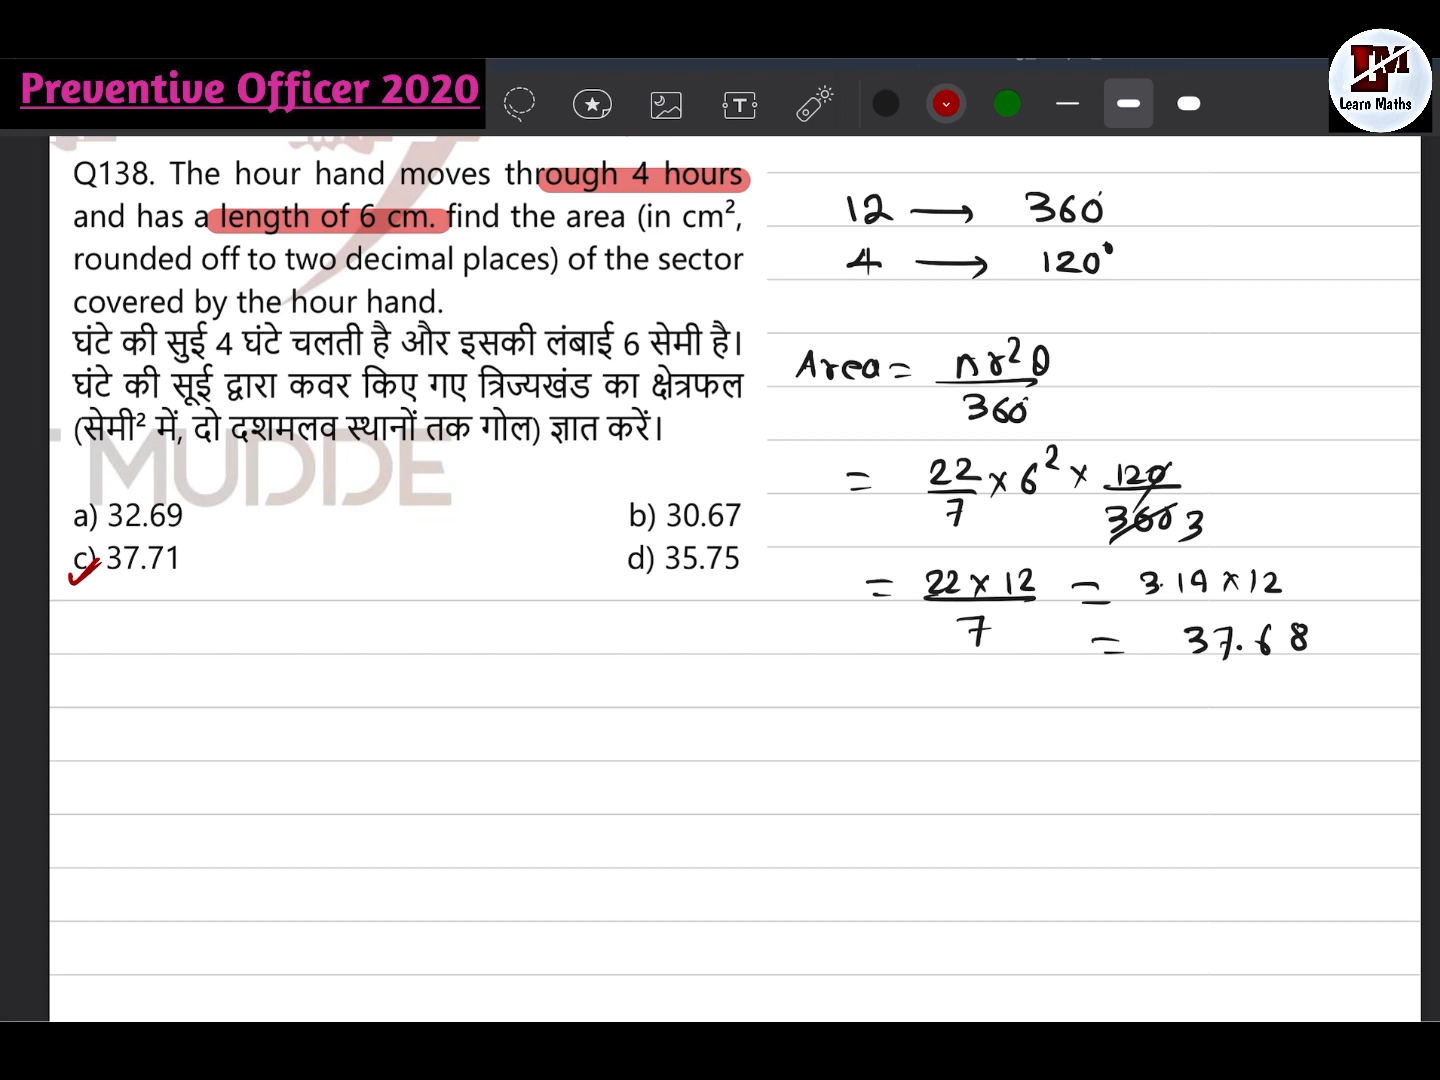 Preventive Officer 2020
LM
Learn Maths
Q138. The hour hand moves through 4 hours
and has a length of 6 cm. find the area (in cm²,
rounded off to two decimal places) of the sector
covered by the hour hand.
घंटे की सुई 4 घंटे चलती है और इसकी लंबाई 6 सेमी है।
घंटे की सूई द्वारा कवर किए गए त्रिज्यखंड का क्षेत्रफल
(सेमी² में, दो दशमलव स्थानों तक गोल) ज्ञात करें।
MUDDE
a) 32.69
b) 30.67
c) 37.71
d) 35.75
12 → 360°
4 → 120°
Area = πr²θ / 360°
= 22/7 × 6² × 120/360 3
= 22 × 12 / 7 = 3.14 × 12
= 37.68